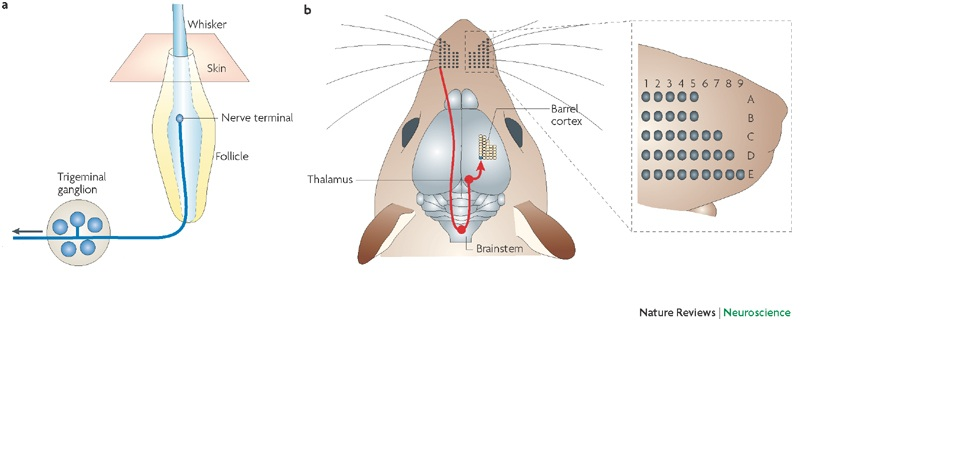 a
Whisker
Skin
Nerve terminal
Follicle
Trigeminal
ganglion
b
Barrel
cortex
Thalamus
Brainstem
1 2 3 4 5 6 7 8 9
A
B
C
D
E
Nature Reviews | Neuroscience